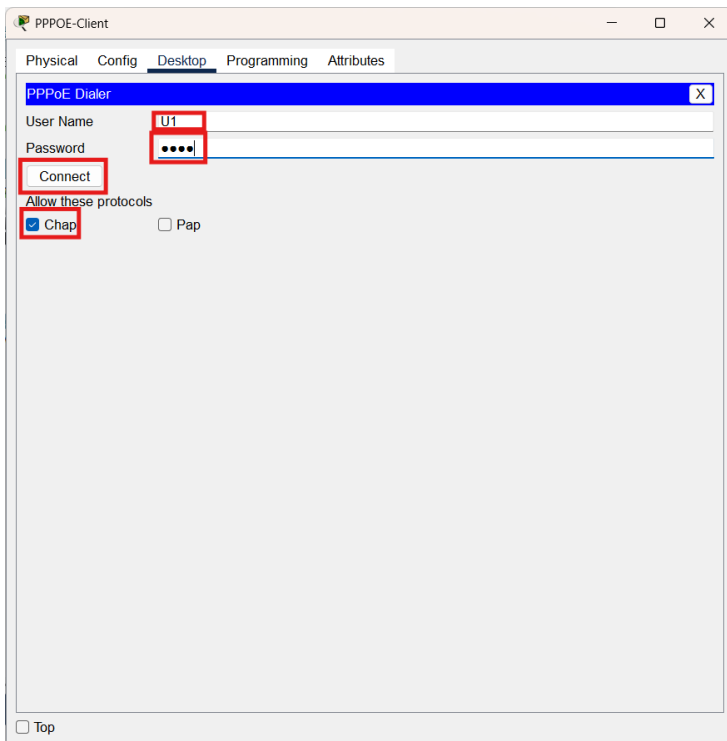 PPPOE-Client
Physical Config Desktop Programming Attributes
PPPoE Dialer X
User Name U1
Password ••••
Connect
Allow these protocols
Chap Pap
Top